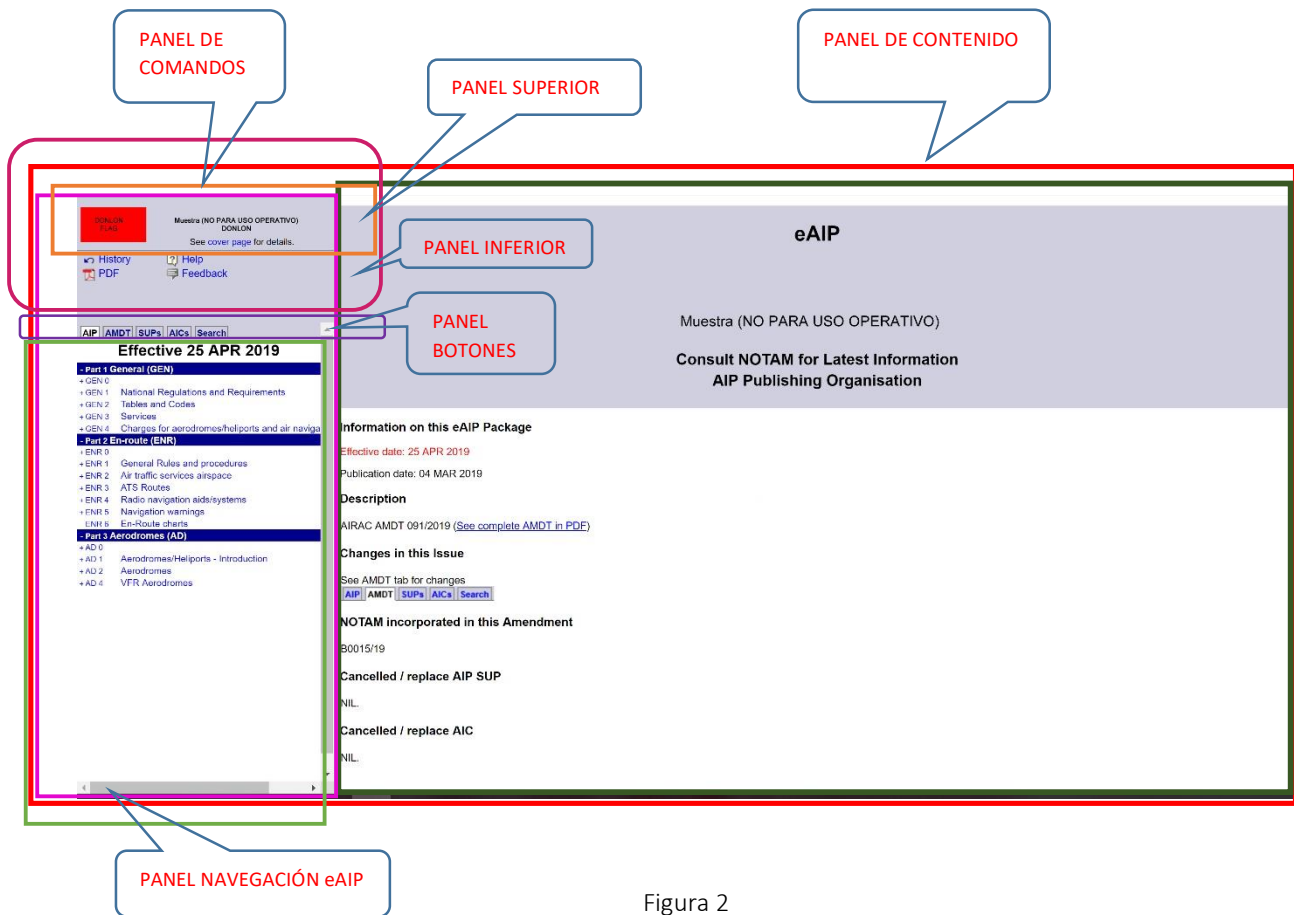 PANEL DE
COMANDOS
PANEL SUPERIOR
PANEL DE CONTENIDO
DONLON
FLAG
Muestra (NO PARA USO OPERATIVO)
DONLON
See cover page for details.
History
Help
PDF
Feedback
PANEL INFERIOR
PANEL
BOTONES
AIP AMDT SUPs AICs Search
Effective 25 APR 2019
- Part 1 General (GEN)
+ GEN 0
+ GEN 1 National Regulations and Requirements
+ GEN 2 Tables and Codes
+ GEN 3 Services
+ GEN 4 Charges for aerodromes/heliports and air naviga
- Part 2 En-route (ENR)
+ ENR 0
+ ENR 1 General Rules and procedures
+ ENR 2 Air traffic services airspace
+ ENR 3 ATS Routes
+ ENR 4 Radio navigation aids/systems
+ ENR 5 Navigation warnings
ENR 6 En-Route charts
- Part 3 Aerodromes (AD)
+ AD 0
+ AD 1 Aerodromes/Heliports - Introduction
+ AD 2 Aerodromes
+ AD 4 VFR Aerodromes
eAIP
Muestra (NO PARA USO OPERATIVO)
Consult NOTAM for Latest Information
AIP Publishing Organisation
Information on this eAIP Package
Effective date: 25 APR 2019
Publication date: 04 MAR 2019
Description
AIRAC AMDT 091/2019 (See complete AMDT in PDF)
Changes in this Issue
See AMDT tab for changes
AIP AMDT SUPs AICs Search
NOTAM incorporated in this Amendment
B0015/19
Cancelled / replace AIP SUP
NIL.
Cancelled / replace AIC
NIL.
PANEL NAVEGACIÓN eAIP
Figura 2